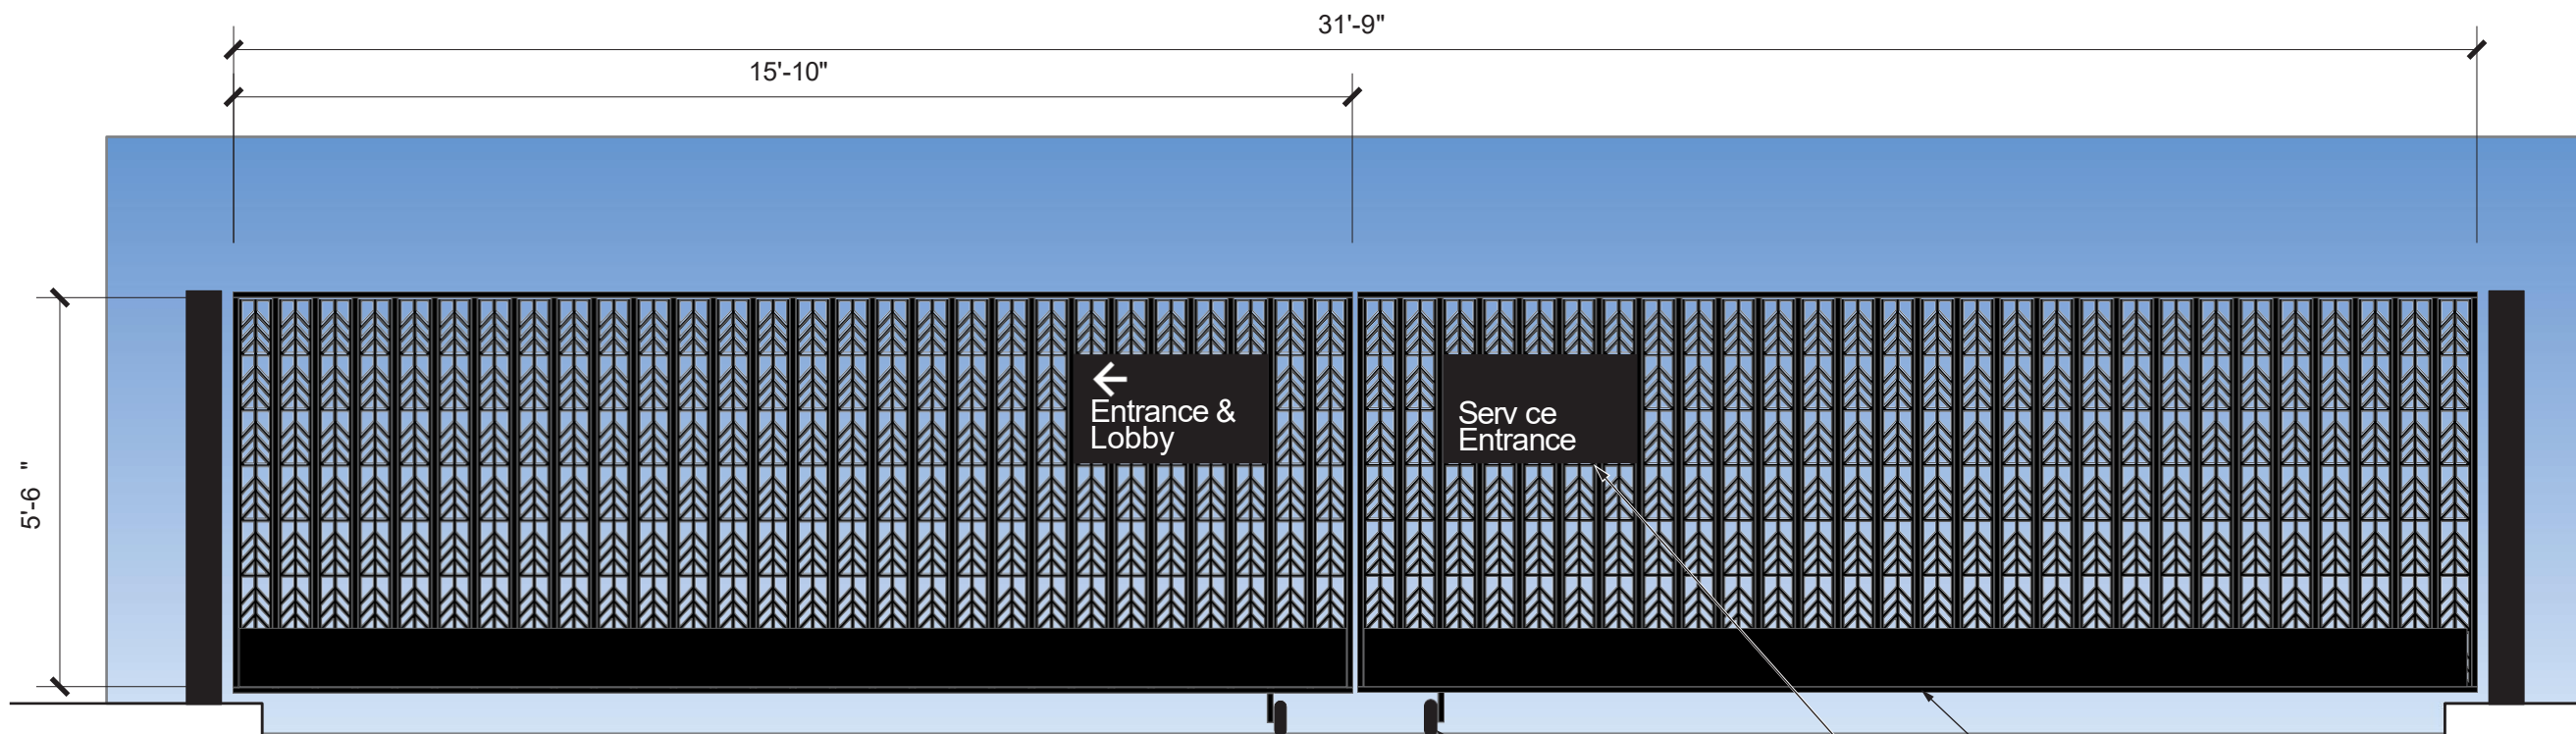 31'-9"
15'-10"
5'-6 "
←
Entrance &
Lobby
Serv ce
Entrance